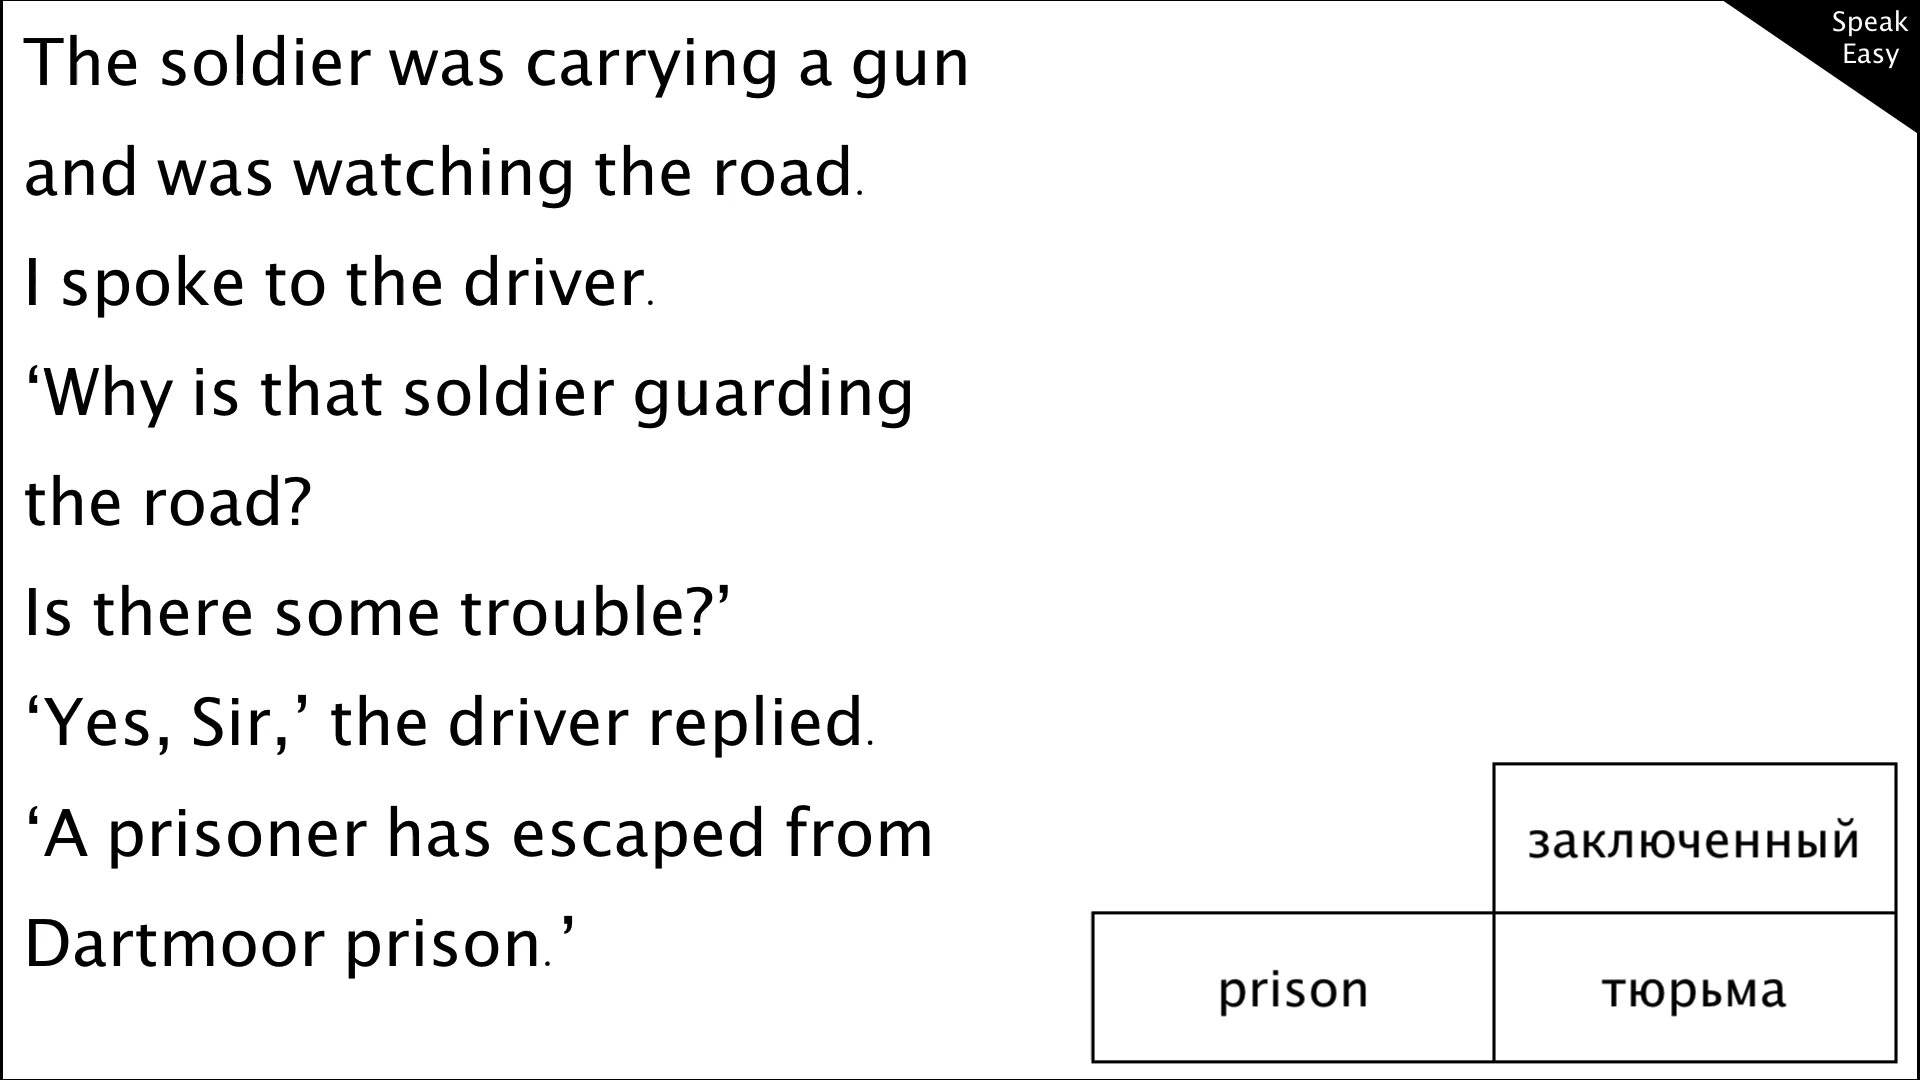 The soldier was carrying a gun
and was watching the road.
I spoke to the driver.
‘Why is that soldier guarding
the road?
Is there some trouble?’
‘Yes, Sir,’ the driver replied.
‘A prisoner has escaped from
Dartmoor prison.’
Speak
Easy
заключенный
prison тюрьма